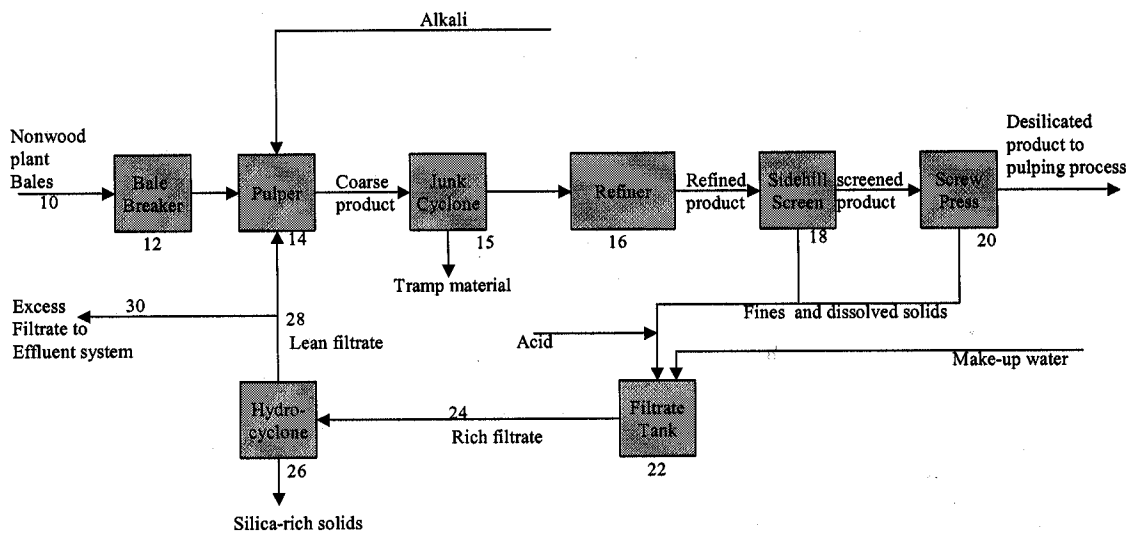 Alkali
Nonwood
plant
Bales
10
Bale
Breaker
12
Pulper
14
Coarse
product
Junk
Cyclone
15
Tramp material
Refiner
16
Refined
product
Sidehill
Screen
18
screened
product
Screw
Press
20
Desilicated
product to
pulping process
Excess
Filtrate to
Effluent system
30
28
Lean filtrate
Fines and dissolved solids
Acid
Make-up water
Hydro-
cyclone
26
24
Rich filtrate
Filtrate
Tank
22
Silica-rich solids